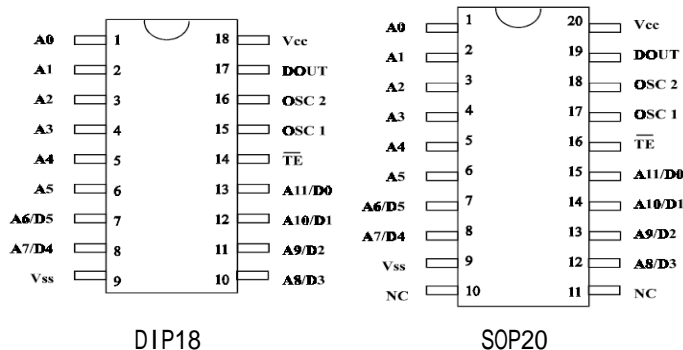 A0 1 18 Vcc
A1 2 17 DOUT
A2 3 16 OSC 2
A3 4 15 OSC 1
A4 5 14 TE
A5 6 13 A11/D0
A6/D5 7 12 A10/D1
A7/D4 8 11 A9/D2
Vss 9 10 A8/D3
DIP18
A0 1 20 Vcc
A1 2 19 DOUT
A2 3 18 OSC 2
A3 4 17 OSC 1
A4 5 16 TE
A5 6 15 A11/D0
A6/D5 7 14 A10/D1
A7/D4 8 13 A9/D2
Vss 9 12 A8/D3
NC 10 11 NC
SOP20